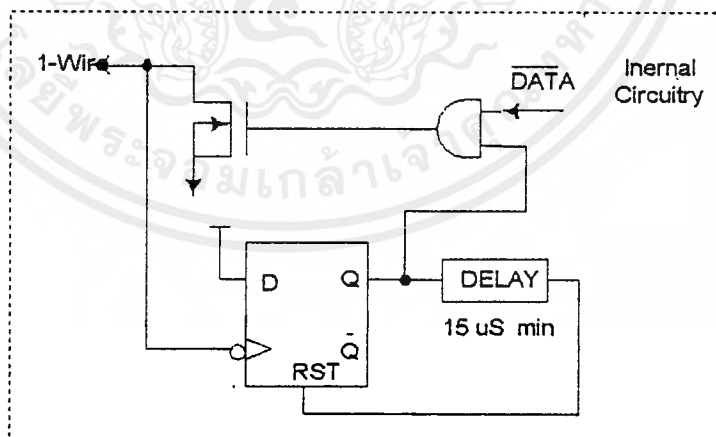 1-Wire
DATA
Inernal
Circuitry
D
Q
DELAY
15 uS min
Q
RST